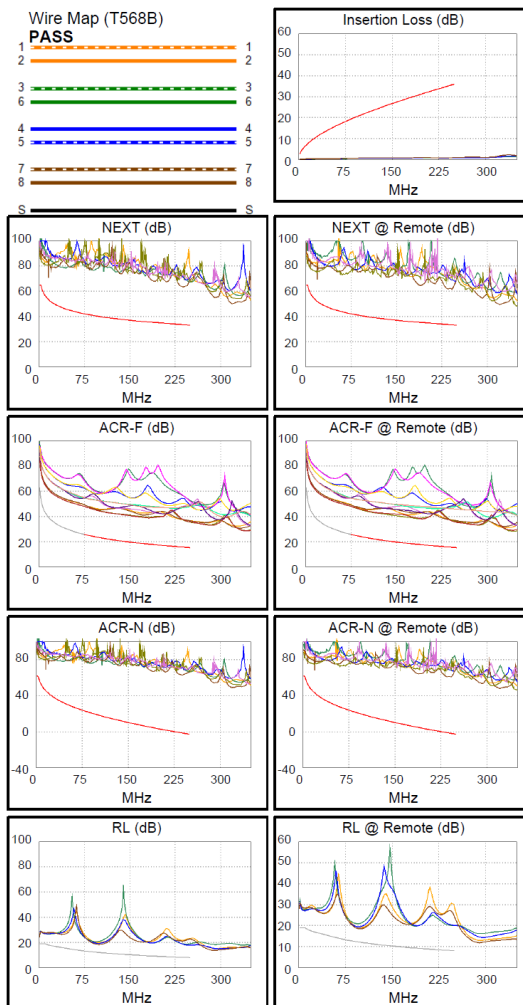 Wire Map (T568B)
PASS
1 1
2 2
3 3
6 6
4 4
5 5
7 7
8 8
S S
Insertion Loss (dB)
60
50
40
30
20
10
0
0 75 150 225 300
MHz
NEXT (dB)
100
80
60
40
20
0
0 75 150 225 300
MHz
NEXT @ Remote (dB)
100
80
60
40
20
0
0 75 150 225 300
MHz
ACR-F (dB)
100
80
60
40
20
0
0 75 150 225 300
MHz
ACR-F @ Remote (dB)
100
80
60
40
20
0
0 75 150 225 300
MHz
ACR-N (dB)
80
40
0
-40
0 75 150 225 300
MHz
ACR-N @ Remote (dB)
80
40
0
-40
0 75 150 225 300
MHz
RL (dB)
100
80
60
40
20
0
0 75 150 225 300
MHz
RL @ Remote (dB)
60
50
40
30
20
10
0
0 75 150 225 300
MHz